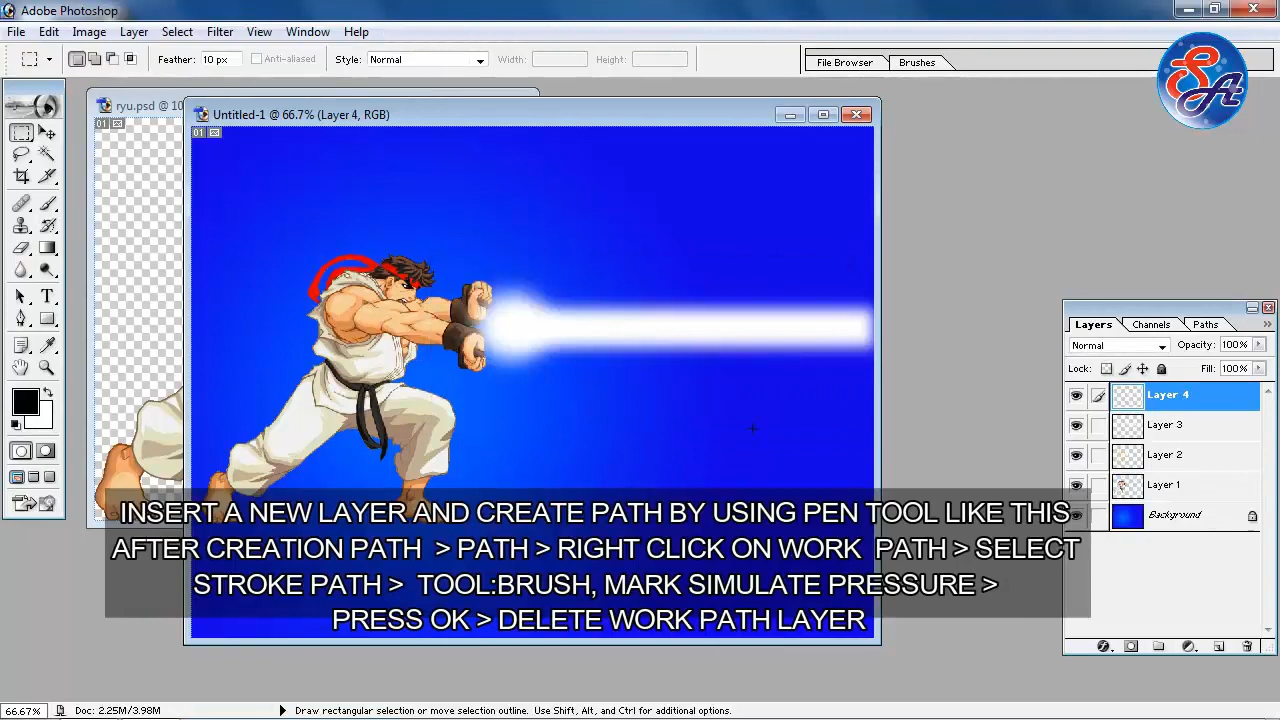 Adobe Photoshop
File Edit Image Layer Select Filter View Window Help
Feather: 10 px Anti-aliased Style: Normal Width: Height: File Browser Brushes
SA
ryu.psd @ 10
Untitled-1 @ 66.7% (Layer 4, RGB)
01
01
Layers Channels Paths
Normal Opacity: 100%
Lock: Fill: 100%
Layer 4
Layer 3
Layer 2
Layer 1
Background
INSERT A NEW LAYER AND CREATE PATH BY USING PEN TOOL LIKE THIS
AFTER CREATION PATH > PATH > RIGHT CLICK ON WORK PATH > SELECT
STROKE PATH > TOOL:BRUSH, MARK SIMULATE PRESSURE >
PRESS OK > DELETE WORK PATH LAYER
66.67% Doc: 2.25M/3.98M Draw rectangular selection or move selection outline. Use Shift, Alt, and Ctrl for additional options.